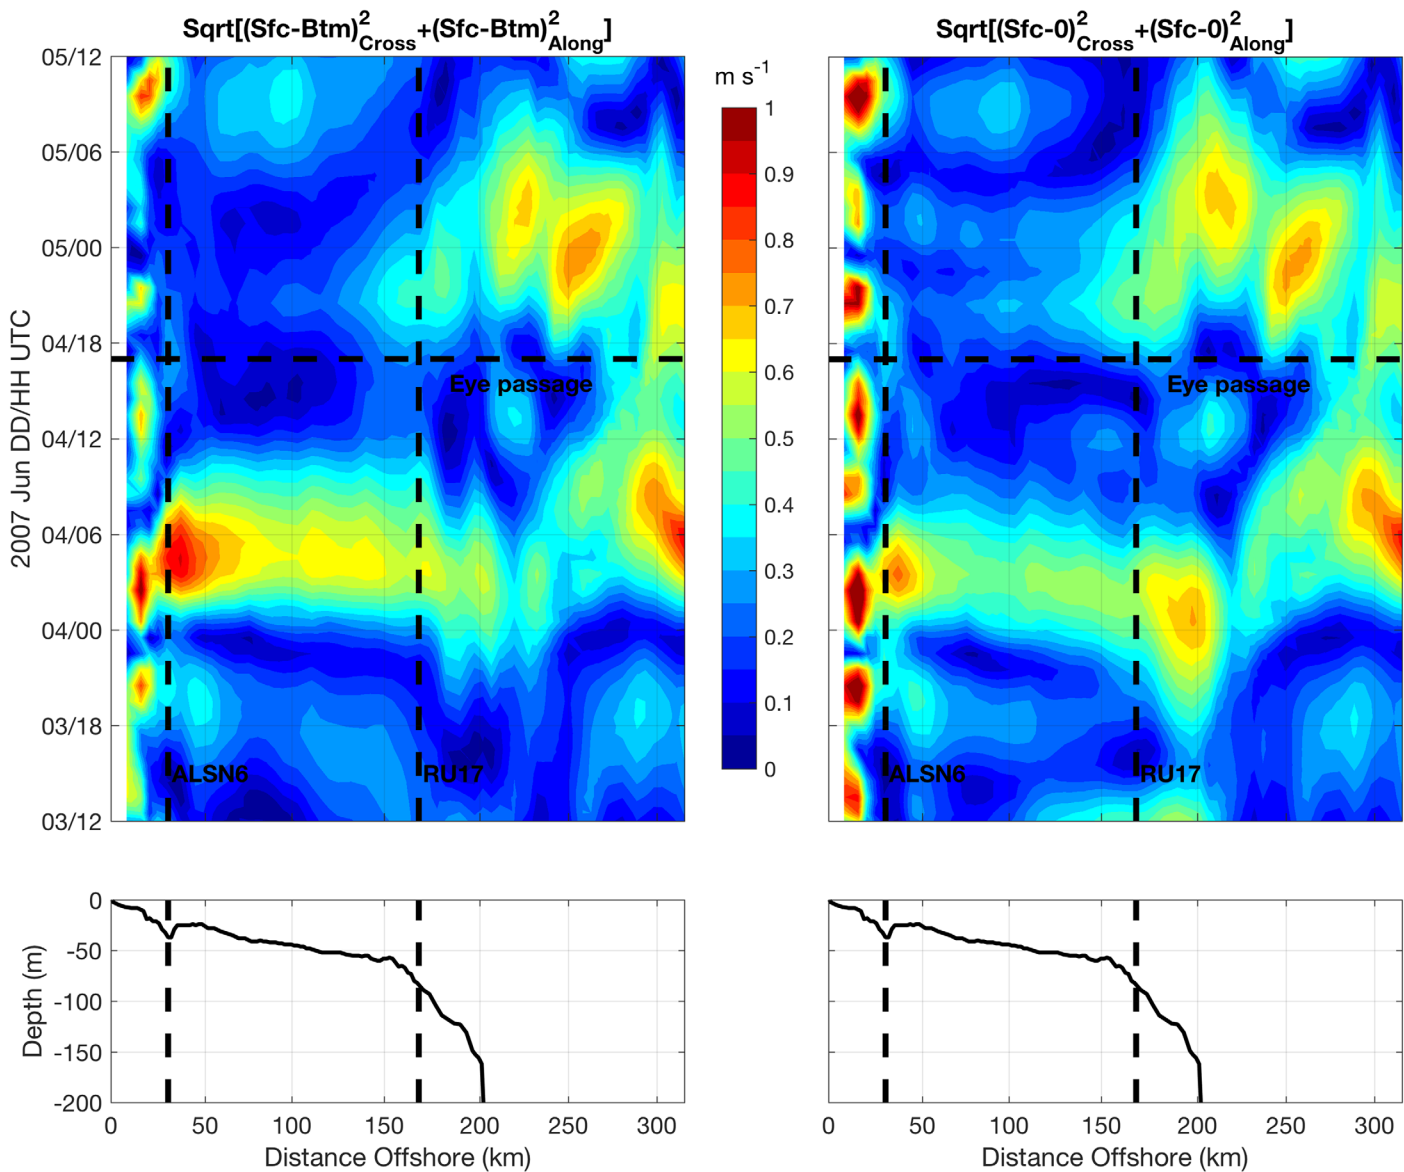 Sqrt[(Sfc-Btm)²Cross+(Sfc-Btm)²Along]
Sqrt[(Sfc-0)²Cross+(Sfc-0)²Along]
m s⁻¹
2007 Jun DD/HH UTC
05/12
05/06
05/00
04/18
04/12
04/06
04/00
03/18
03/12
Eye passage
ALSN6
RU17
1
0.9
0.8
0.7
0.6
0.5
0.4
0.3
0.2
0.1
0
Eye passage
ALSN6
RU17
Depth (m)
0
-50
-100
-150
-200
0 50 100 150 200 250 300
Distance Offshore (km)
0 50 100 150 200 250 300
Distance Offshore (km)